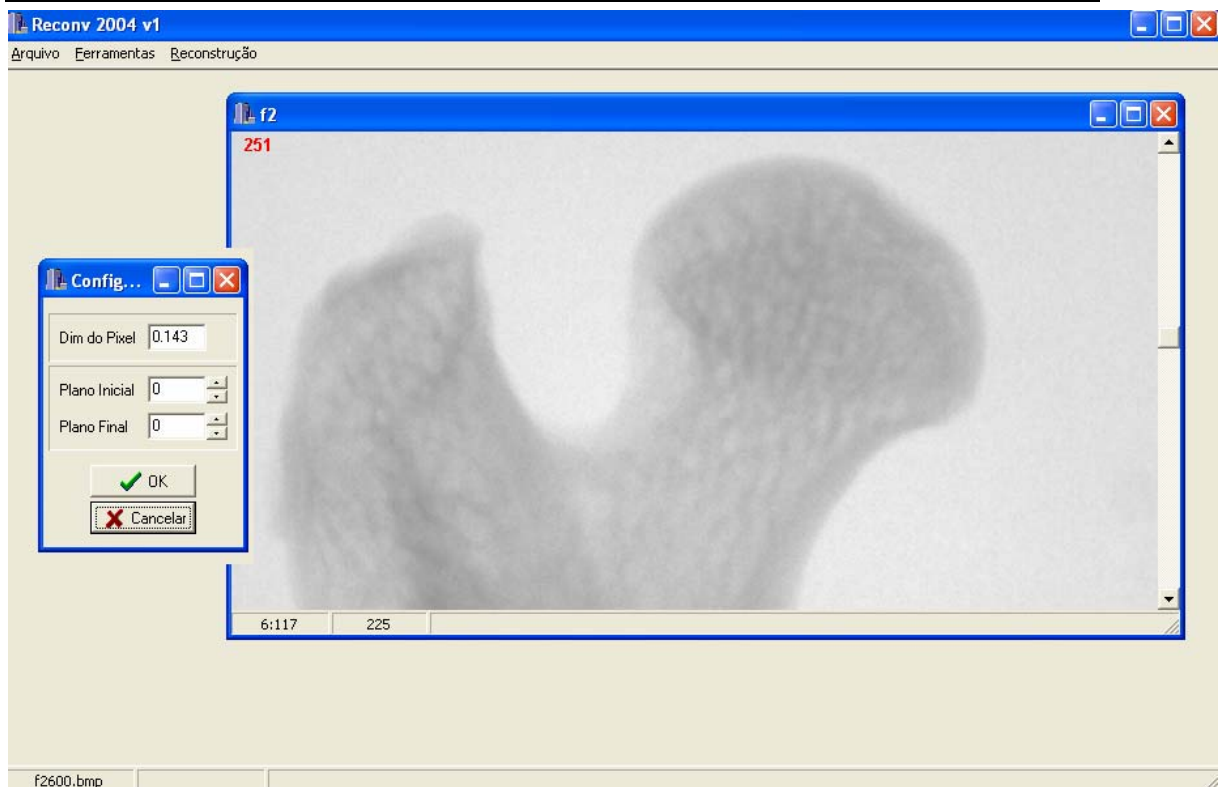 Reconv 2004 v1
Arquivo Ferramentas Reconstrução
f2
251
Config...
Dim do Pixel 0.143
Plano Inicial 0
Plano Final 0
OK
Cancelar
6:117 225
f2600.bmp